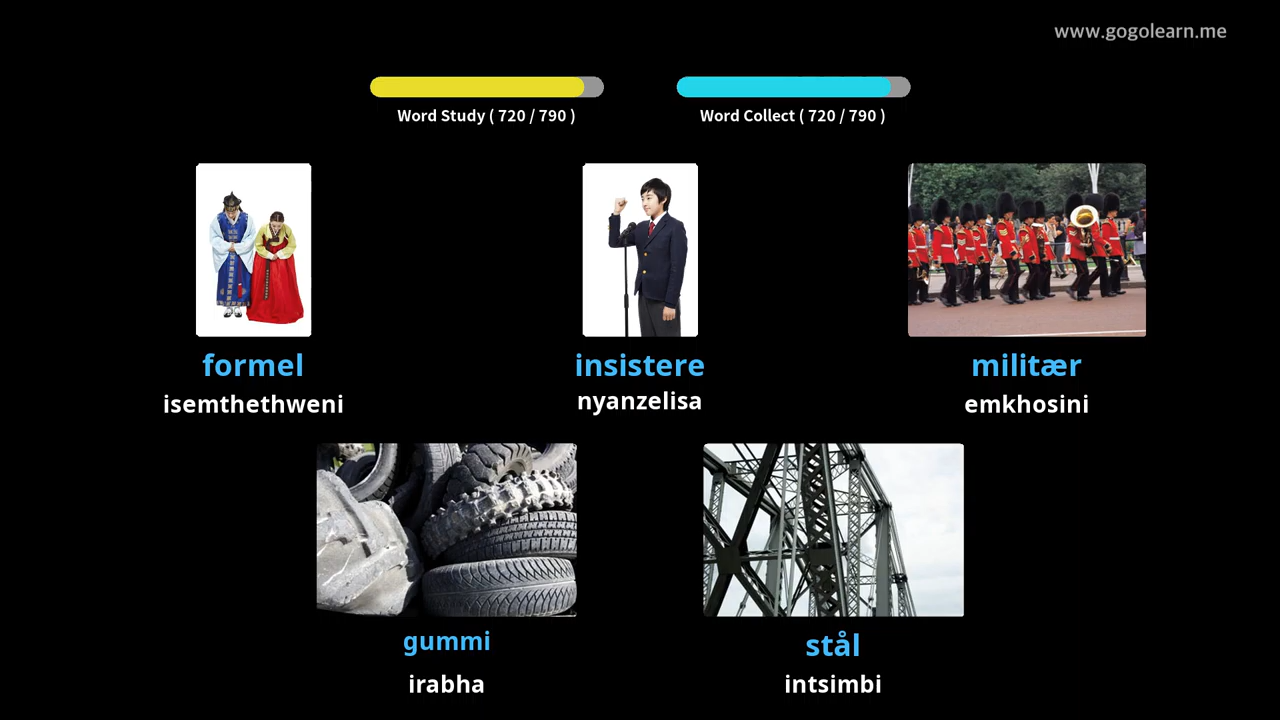 www.gogolearn.me
Word Study ( 720 / 790 )
Word Collect ( 720 / 790 )
formel
isemthethweni
insistere
nyanzelisa
militær
emkhosini
gummi
irabha
stål
intsimbi